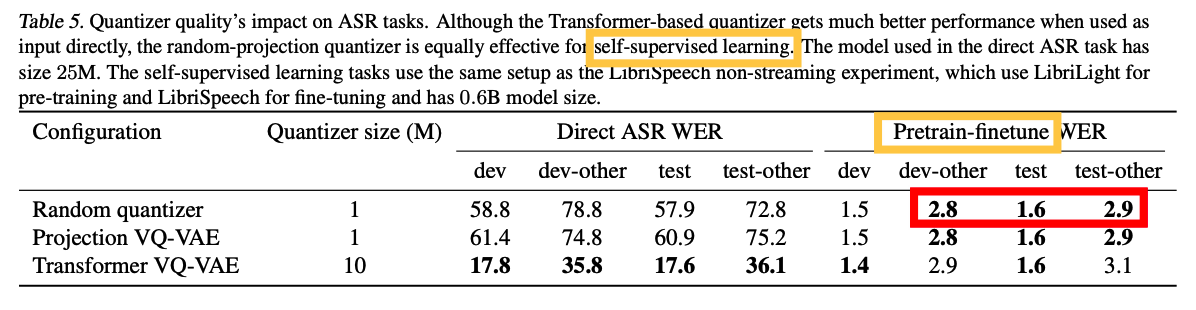 Table 5. Quantizer quality's impact on ASR tasks. Although the Transformer-based quantizer gets much better performance when used as
input directly, the random-projection quantizer is equally effective for self-supervised learning. The model used in the direct ASR task has
size 25M. The self-supervised learning tasks use the same setup as the LibriSpeech non-streaming experiment, which use LibriLight for
pre-training and LibriSpeech for fine-tuning and has 0.6B model size.
Configuration Quantizer size (M) Direct ASR WER Pretrain-finetune WER
dev dev-other test test-other dev dev-other test test-other
Random quantizer 1 58.8 78.8 57.9 72.8 1.5 2.8 1.6 2.9
Projection VQ-VAE 1 61.4 74.8 60.9 75.2 1.5 2.8 1.6 2.9
Transformer VQ-VAE 10 17.8 35.8 17.6 36.1 1.4 2.9 1.6 3.1